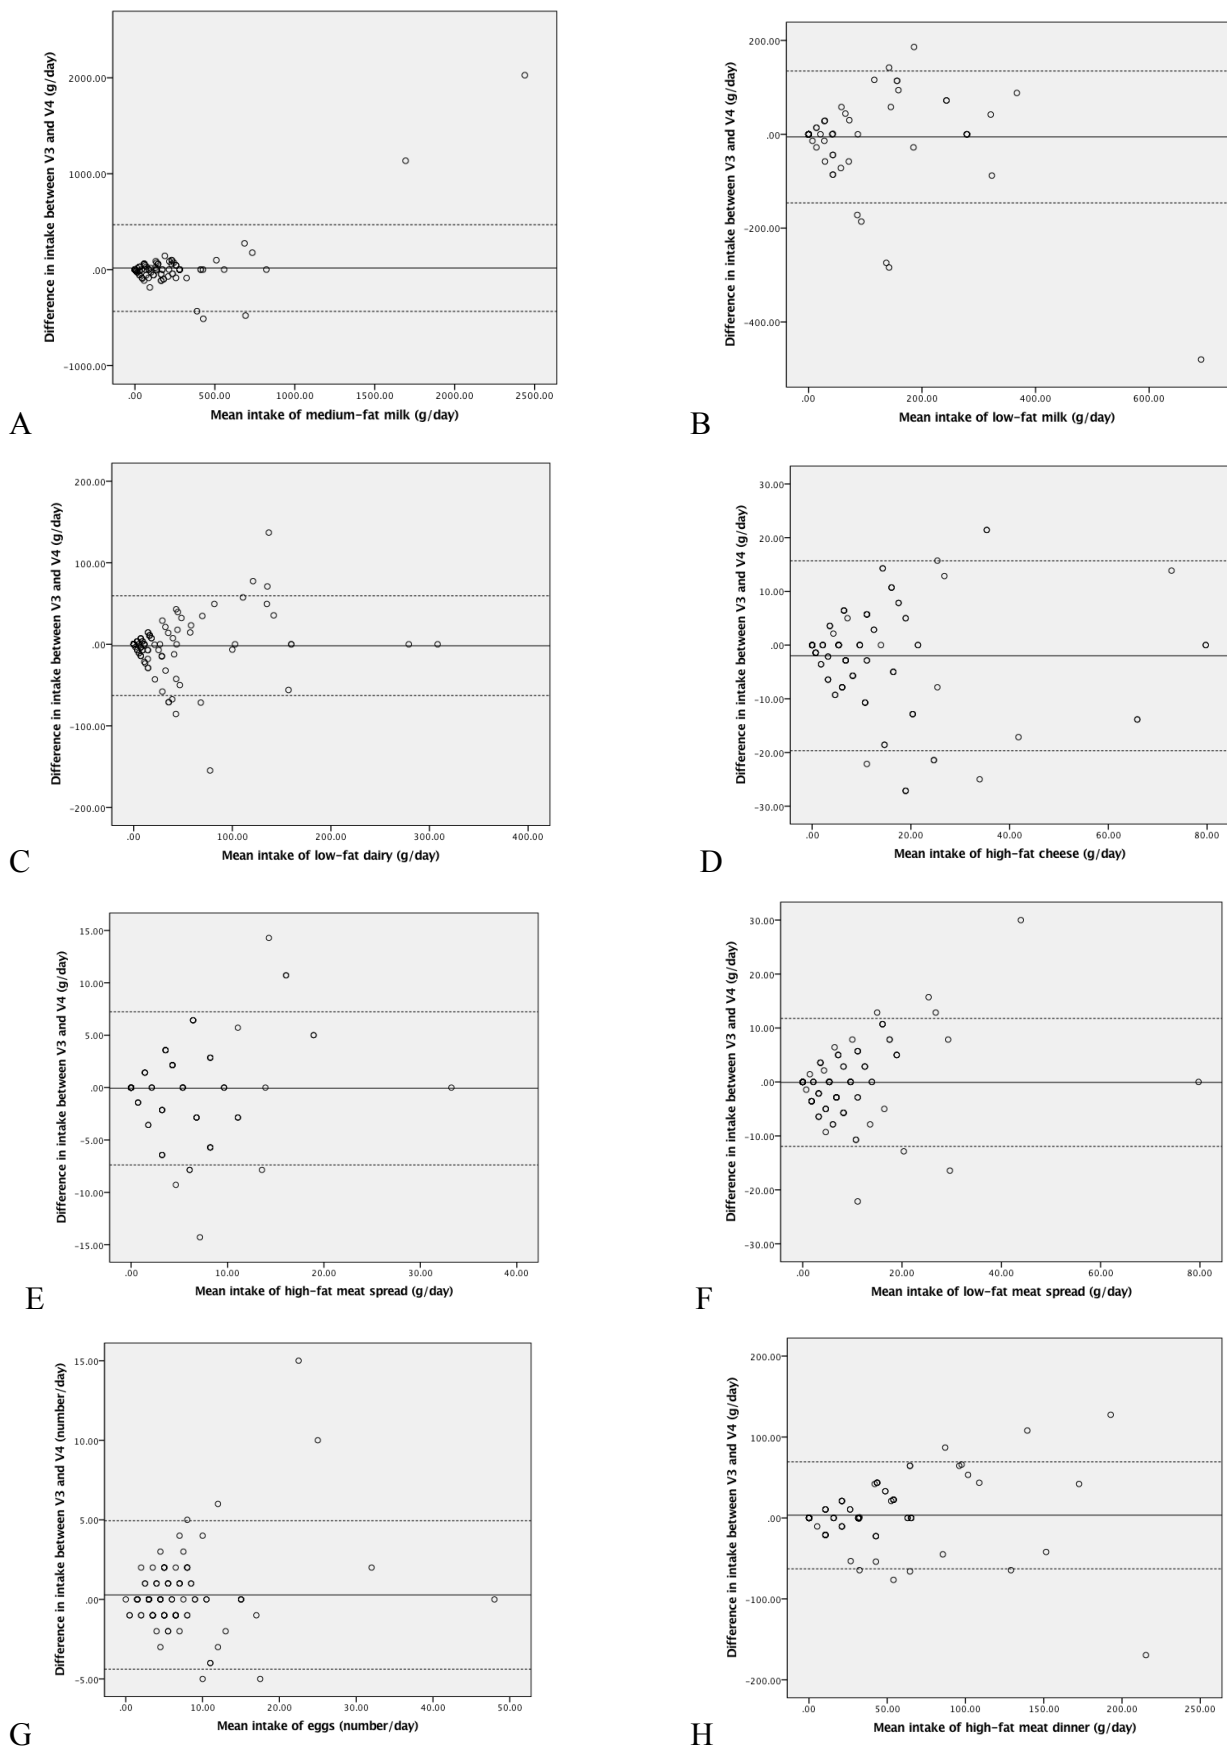 Difference in intake between V3 and V4 (g/day)
2000.00
1000.00
.00
−1000.00
.00 500.00 1000.00 1500.00 2000.00 2500.00
Mean intake of medium-fat milk (g/day)
A
Difference in intake between V3 and V4 (g/day)
200.00
.00
−200.00
−400.00
.00 200.00 400.00 600.00
Mean intake of low-fat milk (g/day)
B
Difference in intake between V3 and V4 (g/day)
200.00
100.00
.00
−100.00
−200.00
.00 100.00 200.00 300.00 400.00
Mean intake of low-fat dairy (g/day)
C
Difference in intake between V3 and V4 (g/day)
30.00
20.00
10.00
.00
−10.00
−20.00
−30.00
.00 20.00 40.00 60.00 80.00
Mean intake of high-fat cheese (g/day)
D
Difference in intake between V3 and V4 (g/day)
15.00
10.00
5.00
.00
−5.00
−10.00
−15.00
.00 10.00 20.00 30.00 40.00
Mean intake of high-fat meat spread (g/day)
E
Difference in intake between V3 and V4 (g/day)
30.00
20.00
10.00
.00
−10.00
−20.00
−30.00
.00 20.00 40.00 60.00 80.00
Mean intake of low-fat meat spread (g/day)
F
Difference in intake between V3 and V4 (number/day)
15.00
10.00
5.00
.00
−5.00
.00 10.00 20.00 30.00 40.00 50.00
Mean intake of eggs (number/day)
G
Difference in intake between V3 and V4 (g/day)
200.00
100.00
.00
−100.00
−200.00
.00 50.00 100.00 150.00 200.00 250.00
Mean intake of high-fat meat dinner (g/day)
H